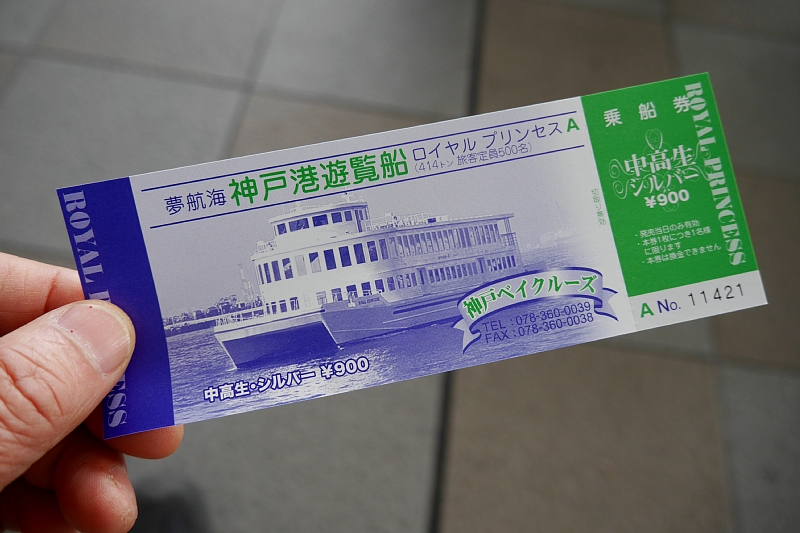 ROYAL PRINCESS
夢航海 神戸港遊覧船 ロイヤル プリンセス A
(414トン 旅客定員500名)
神戸ベイクルーズ
TEL:078-360-0039
FAX:078-360-0038
中高生・シルバー ¥900
乗船券
ROYAL PRINCESS
中高生
シルバー
¥900
・発売当日のみ有効
・本券1枚につき1名様
に限ります
・本券は換金できません
A No. 11421